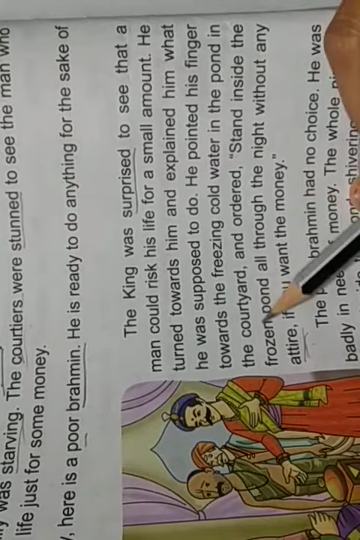 was starving. The courtiers were stunned to see the man who
life just for some money.
, here is a poor brahmin. He is ready to do anything for the sake of
The King was surprised to see that a
man could risk his life for a small amount. He
turned towards him and explained him what
he was supposed to do. He pointed his finger
towards the freezing cold water in the pond in
the courtyard, and ordered, "Stand inside the
frozen pond all through the night without any
attire, want the money."
The brahmin had no choice. He was
badly in money. The whole
shivering